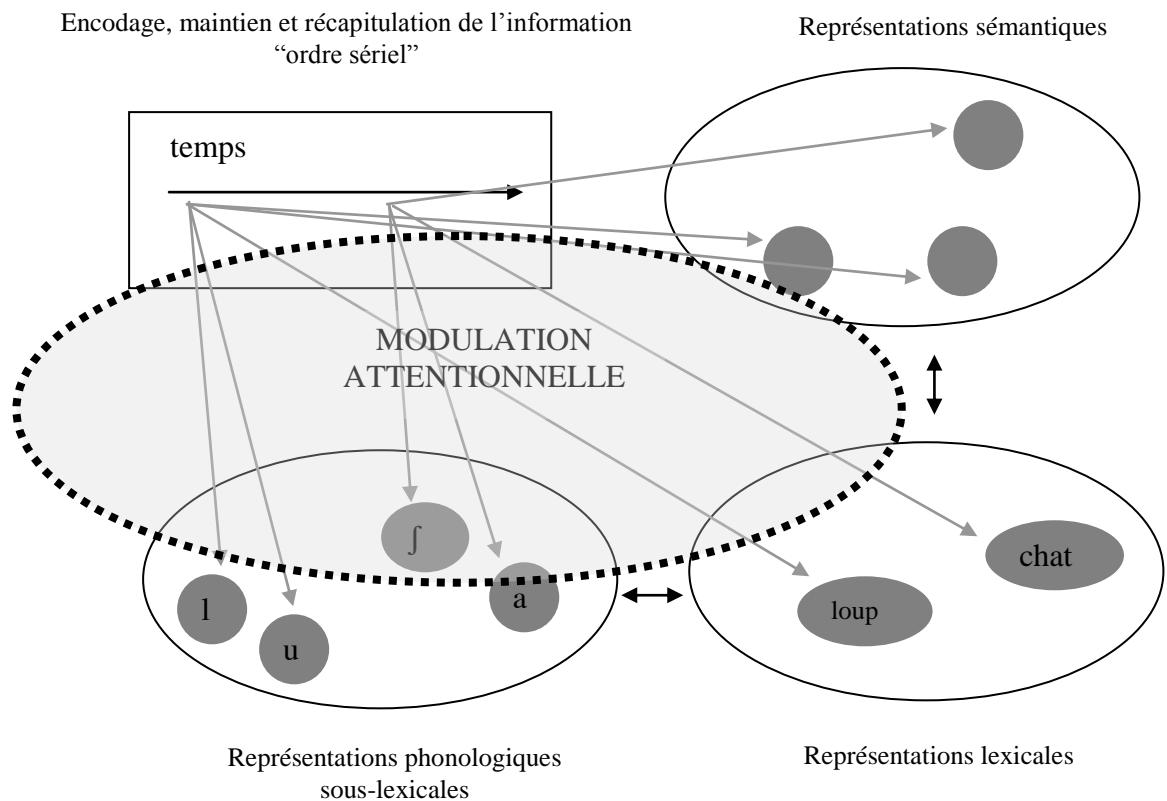 Encodage, maintien et récapitulation de l’information
“ordre sériel”
Représentations sémantiques
temps
MODULATION
ATTENTIONNELLE
ʃ
l
u
a
chat
loup
Représentations phonologiques
sous-lexicales
Représentations lexicales